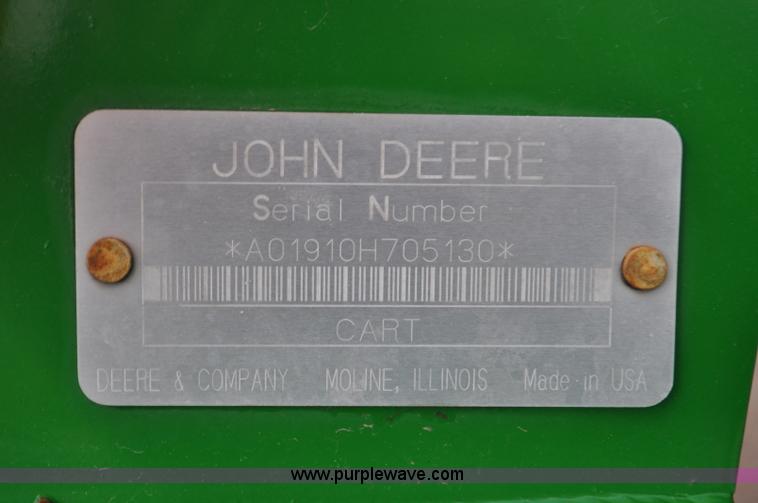 JOHN DEERE
Serial Number
*A01910H705130*
CART
DEERE & COMPANY MOLINE, ILLINOIS Made in USA
www.purplewave.com